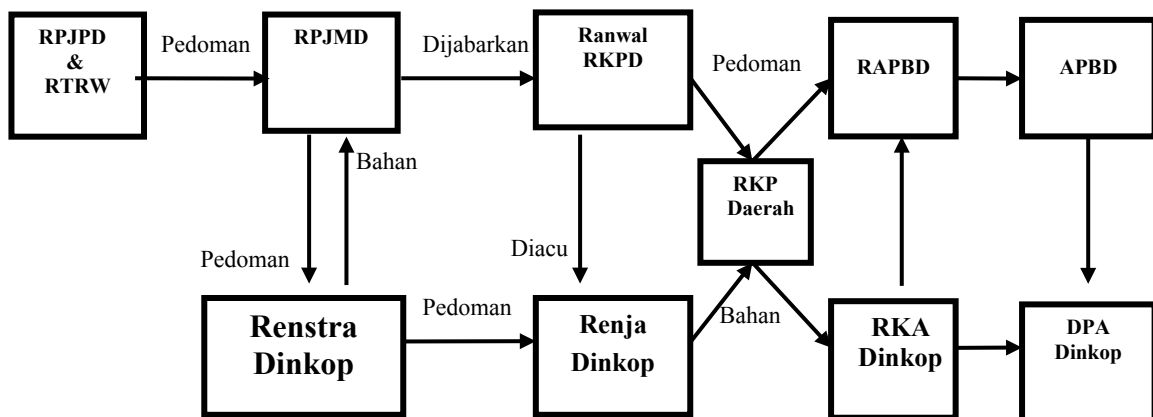 RPJPD
&
RTRW
Pedoman
RPJMD
Dijabarkan
Ranwal
RKPD
Pedoman
RAPBD
APBD
Bahan
RKP
Daerah
Pedoman
Diacu
Renstra
Dinkop
Pedoman
Renja
Dinkop
Bahan
RKA
Dinkop
DPA
Dinkop